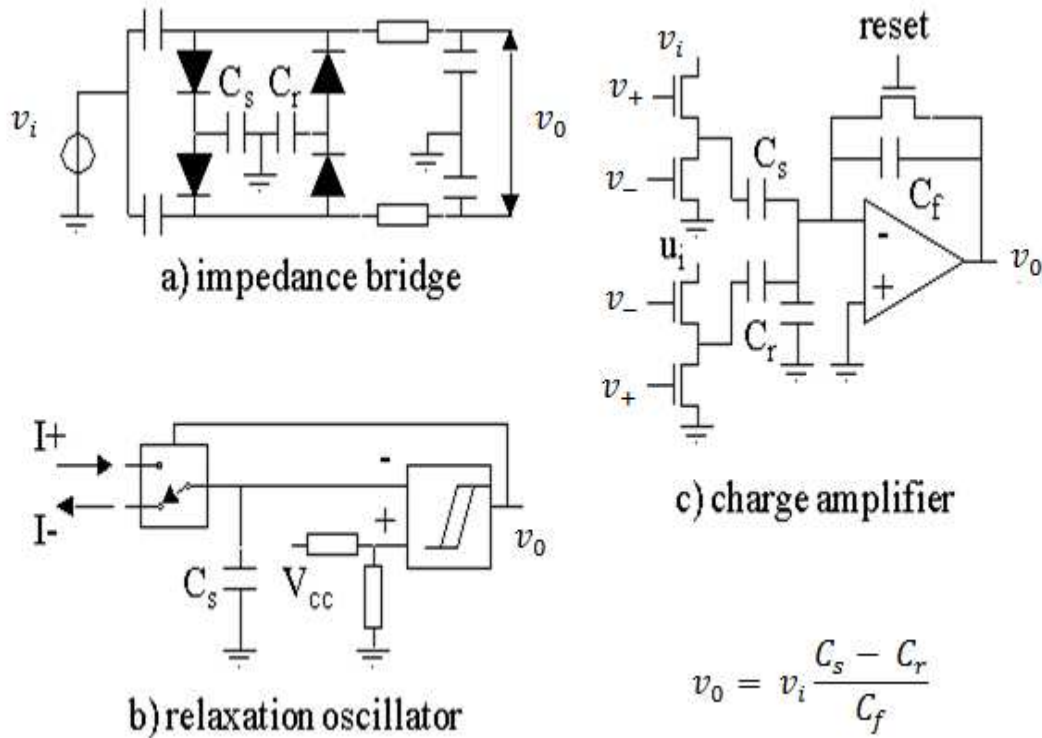 v_i
C_s C_r
v_0
a) impedance bridge
I+
I-
-
+
C_s
V_cc
v_0
b) relaxation oscillator
reset
v_i
v_+
v_-
C_s
C_f
u_i
v_-
C_r
v_+
-
+
v_0
c) charge amplifier
v_0 = v_i \frac{C_s - C_r}{C_f}